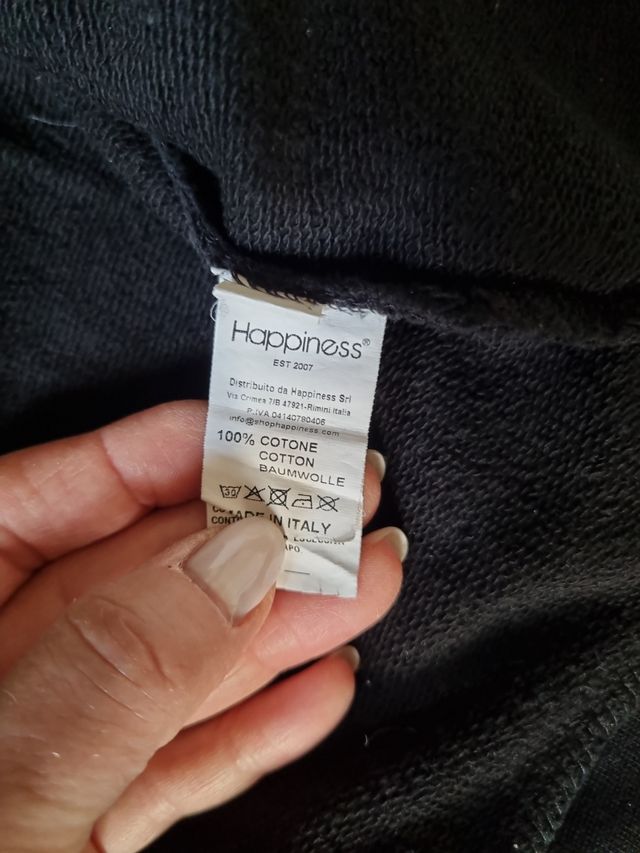 Happiness®
EST 2007
Distribuito da Happiness Srl
Via Crimea 7/B 47921-Rimini Italia
P.IVA 04140780406
info@shophappiness.com
100% COTONE
COTTON
BAUMWOLLE
30
MADE IN ITALY